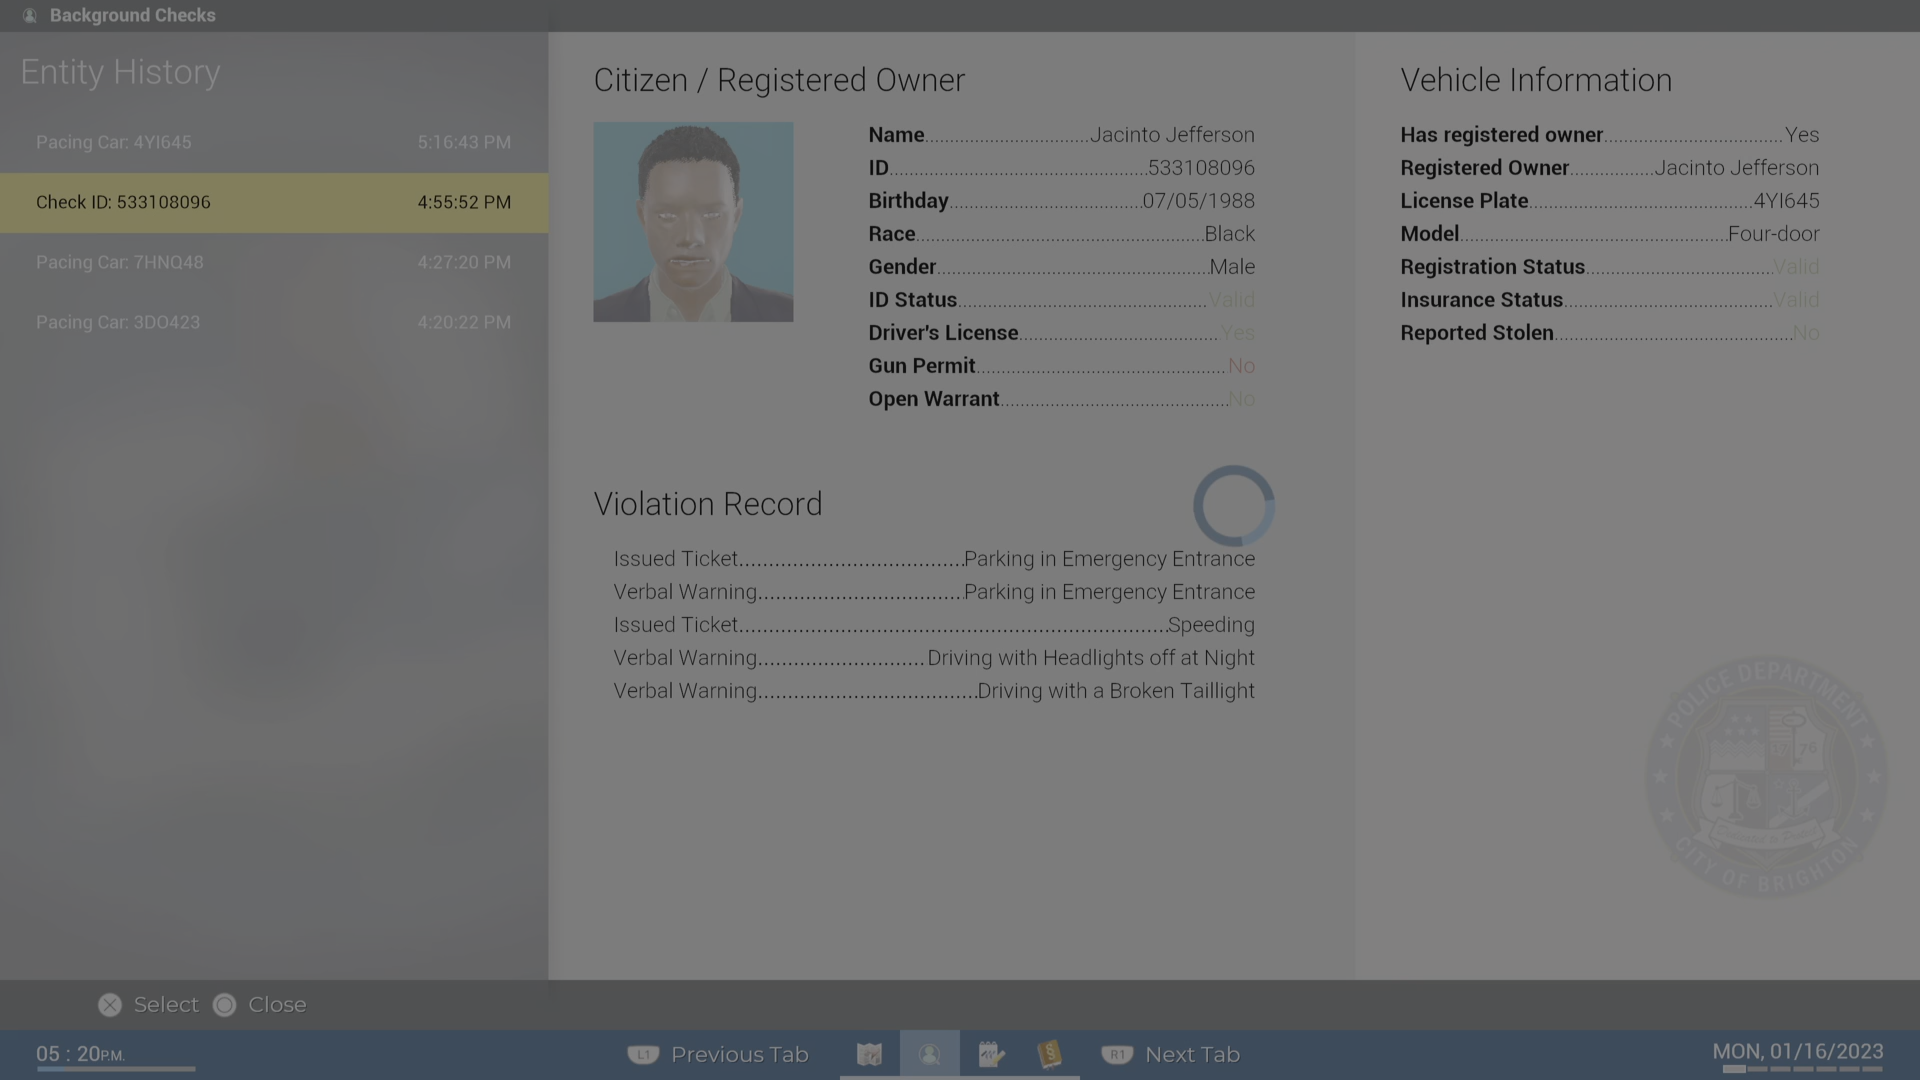 Background Checks
Entity History
Pacing Car: 4YI645 5:16:43 PM
Check ID: 533108096 4:55:52 PM
Pacing Car: 7HNQ48 4:27:20 PM
Pacing Car: 3DO423 4:20:22 PM
Citizen / Registered Owner
Name Jacinto Jefferson
ID 533108096
Birthday 07/05/1988
Race Black
Gender Male
ID Status Valid
Driver's License Yes
Gun Permit No
Open Warrant No
Violation Record
Issued Ticket Parking in Emergency Entrance
Verbal Warning Parking in Emergency Entrance
Issued Ticket Speeding
Verbal Warning Driving with Headlights off at Night
Verbal Warning Driving with a Broken Taillight
Vehicle Information
Has registered owner Yes
Registered Owner Jacinto Jefferson
License Plate 4YI645
Model Four-door
Registration Status Valid
Insurance Status Valid
Reported Stolen No
POLICE DEPARTMENT
1776
CITY OF BRIGHTON
Select Close
05 : 20 P.M.
L1 Previous Tab
R1 Next Tab
MON, 01/16/2023